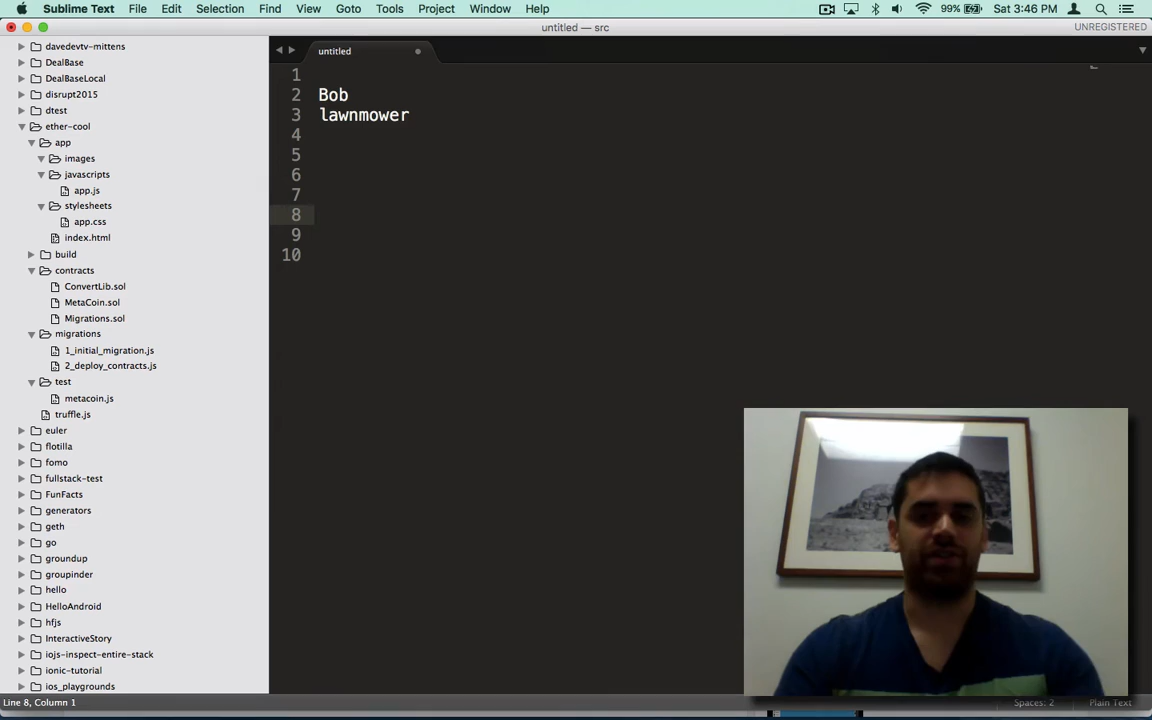 Sublime Text File Edit Selection Find View Goto Tools Project Window Help 99% Sat 3:46 PM
untitled — src UNREGISTERED
davedevtv-mittens
DealBase
DealBaseLocal
disrupt2015
dtest
ether-cool
app
images
javascripts
app.js
stylesheets
app.css
index.html
build
contracts
ConvertLib.sol
MetaCoin.sol
Migrations.sol
migrations
1_initial_migration.js
2_deploy_contracts.js
test
metacoin.js
truffle.js
euler
flotilla
fomo
fullstack-test
FunFacts
generators
geth
go
groundup
groupinder
hello
HelloAndroid
hfjs
InteractiveStory
iojs-inspect-entire-stack
ionic-tutorial
ios_playgrounds
untitled
1
2 Bob
3 lawnmower
4
5
6
7
8
9
10
Line 8, Column 1 Spaces: 2 Plain Text